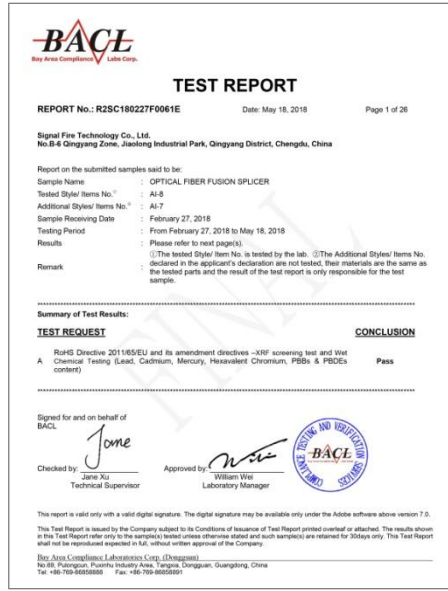 BACL
Bay Area Compliance Labs Corp.
TEST REPORT
REPORT No.: R2SC180227F0061E Date: May 18, 2018 Page 1 of 26
Signal Fire Technology Co., Ltd.
No.B-6 Qingyang Zone, Jiaolong Industrial Park, Qingyang District, Chengdu, China
Report on the submitted samples said to be:
Sample Name : OPTICAL FIBER FUSION SPLICER
Tested Style/ Items No.① : AI-8
Additional Styles/ Items No.② : AI-7
Sample Receiving Date : February 27, 2018
Testing Period : From February 27, 2018 to May 18, 2018
Results : Please refer to next page(s).
Remark : ①The tested Style/ Item No. is tested by the lab. ②The Additional Styles/ Items No.
declared in the applicant's declaration are not tested, their materials are the same as
the tested parts and the result of the test report is only responsible for the test
sample.
FINAL
Summary of Test Results:
TEST REQUEST CONCLUSION
A RoHS Directive 2011/65/EU and its amendment directives –XRF screening test and Wet
Chemical Testing (Lead, Cadmium, Mercury, Hexavalent Chromium, PBBs & PBDEs
content) Pass
Signed for and on behalf of
BACL
Jane
Checked by:
Jane Xu
Technical Supervisor
Approved by:
William Wei
Laboratory Manager
COMPLIANCE TESTING AND VERIFICATION
BACL
This report is valid only with a valid digital signature. The digital signature may be available only under the Adobe software above version 7.0.
This Test Report is issued by the Company subject to its Conditions of Issuance of Test Report printed overleaf or attached. The results shown
in this Test Report refer only to the sample(s) tested unless otherwise stated and such sample(s) are retained for 30days only. This Test Report
shall not be reproduced expected in full, without written approval of the Company.
Bay Area Compliance Laboratories Corp. (Dongguan)
No.69, Pulongcun, Puxinhu Industry Area, Tangxia, Dongguan, Guangdong, China
Tel: +86-769-86858888 Fax: +86-769-86858891